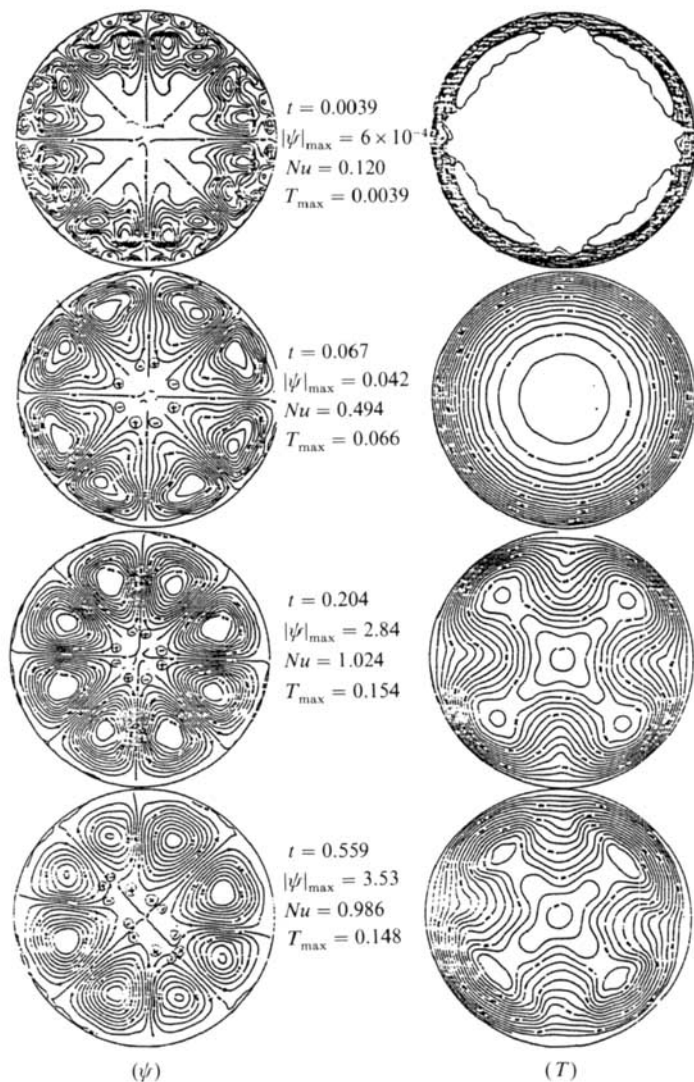 t = 0.0039
|ψ|max = 6 × 10⁻⁴
Nu = 0.120
Tmax = 0.0039
t = 0.067
|ψ|max = 0.042
Nu = 0.494
Tmax = 0.066
t = 0.204
|ψ|max = 2.84
Nu = 1.024
Tmax = 0.154
t = 0.559
|ψ|max = 3.53
Nu = 0.986
Tmax = 0.148
(ψ) (T)